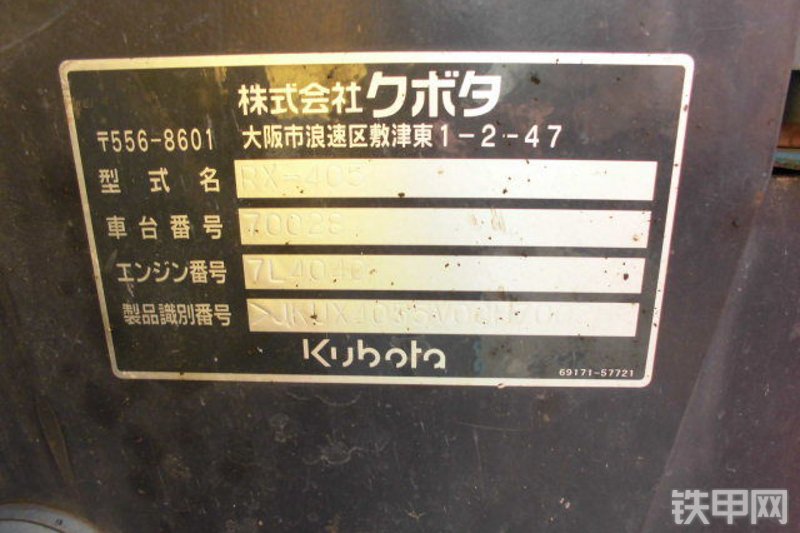 株式会社クボタ
〒556-8601 大阪市浪速区敷津東1-2-47
型式名 RX-405
車台番号 70028
エンジン番号 7L4040
製品識別番号
Kubota
69171-57721
铁甲网